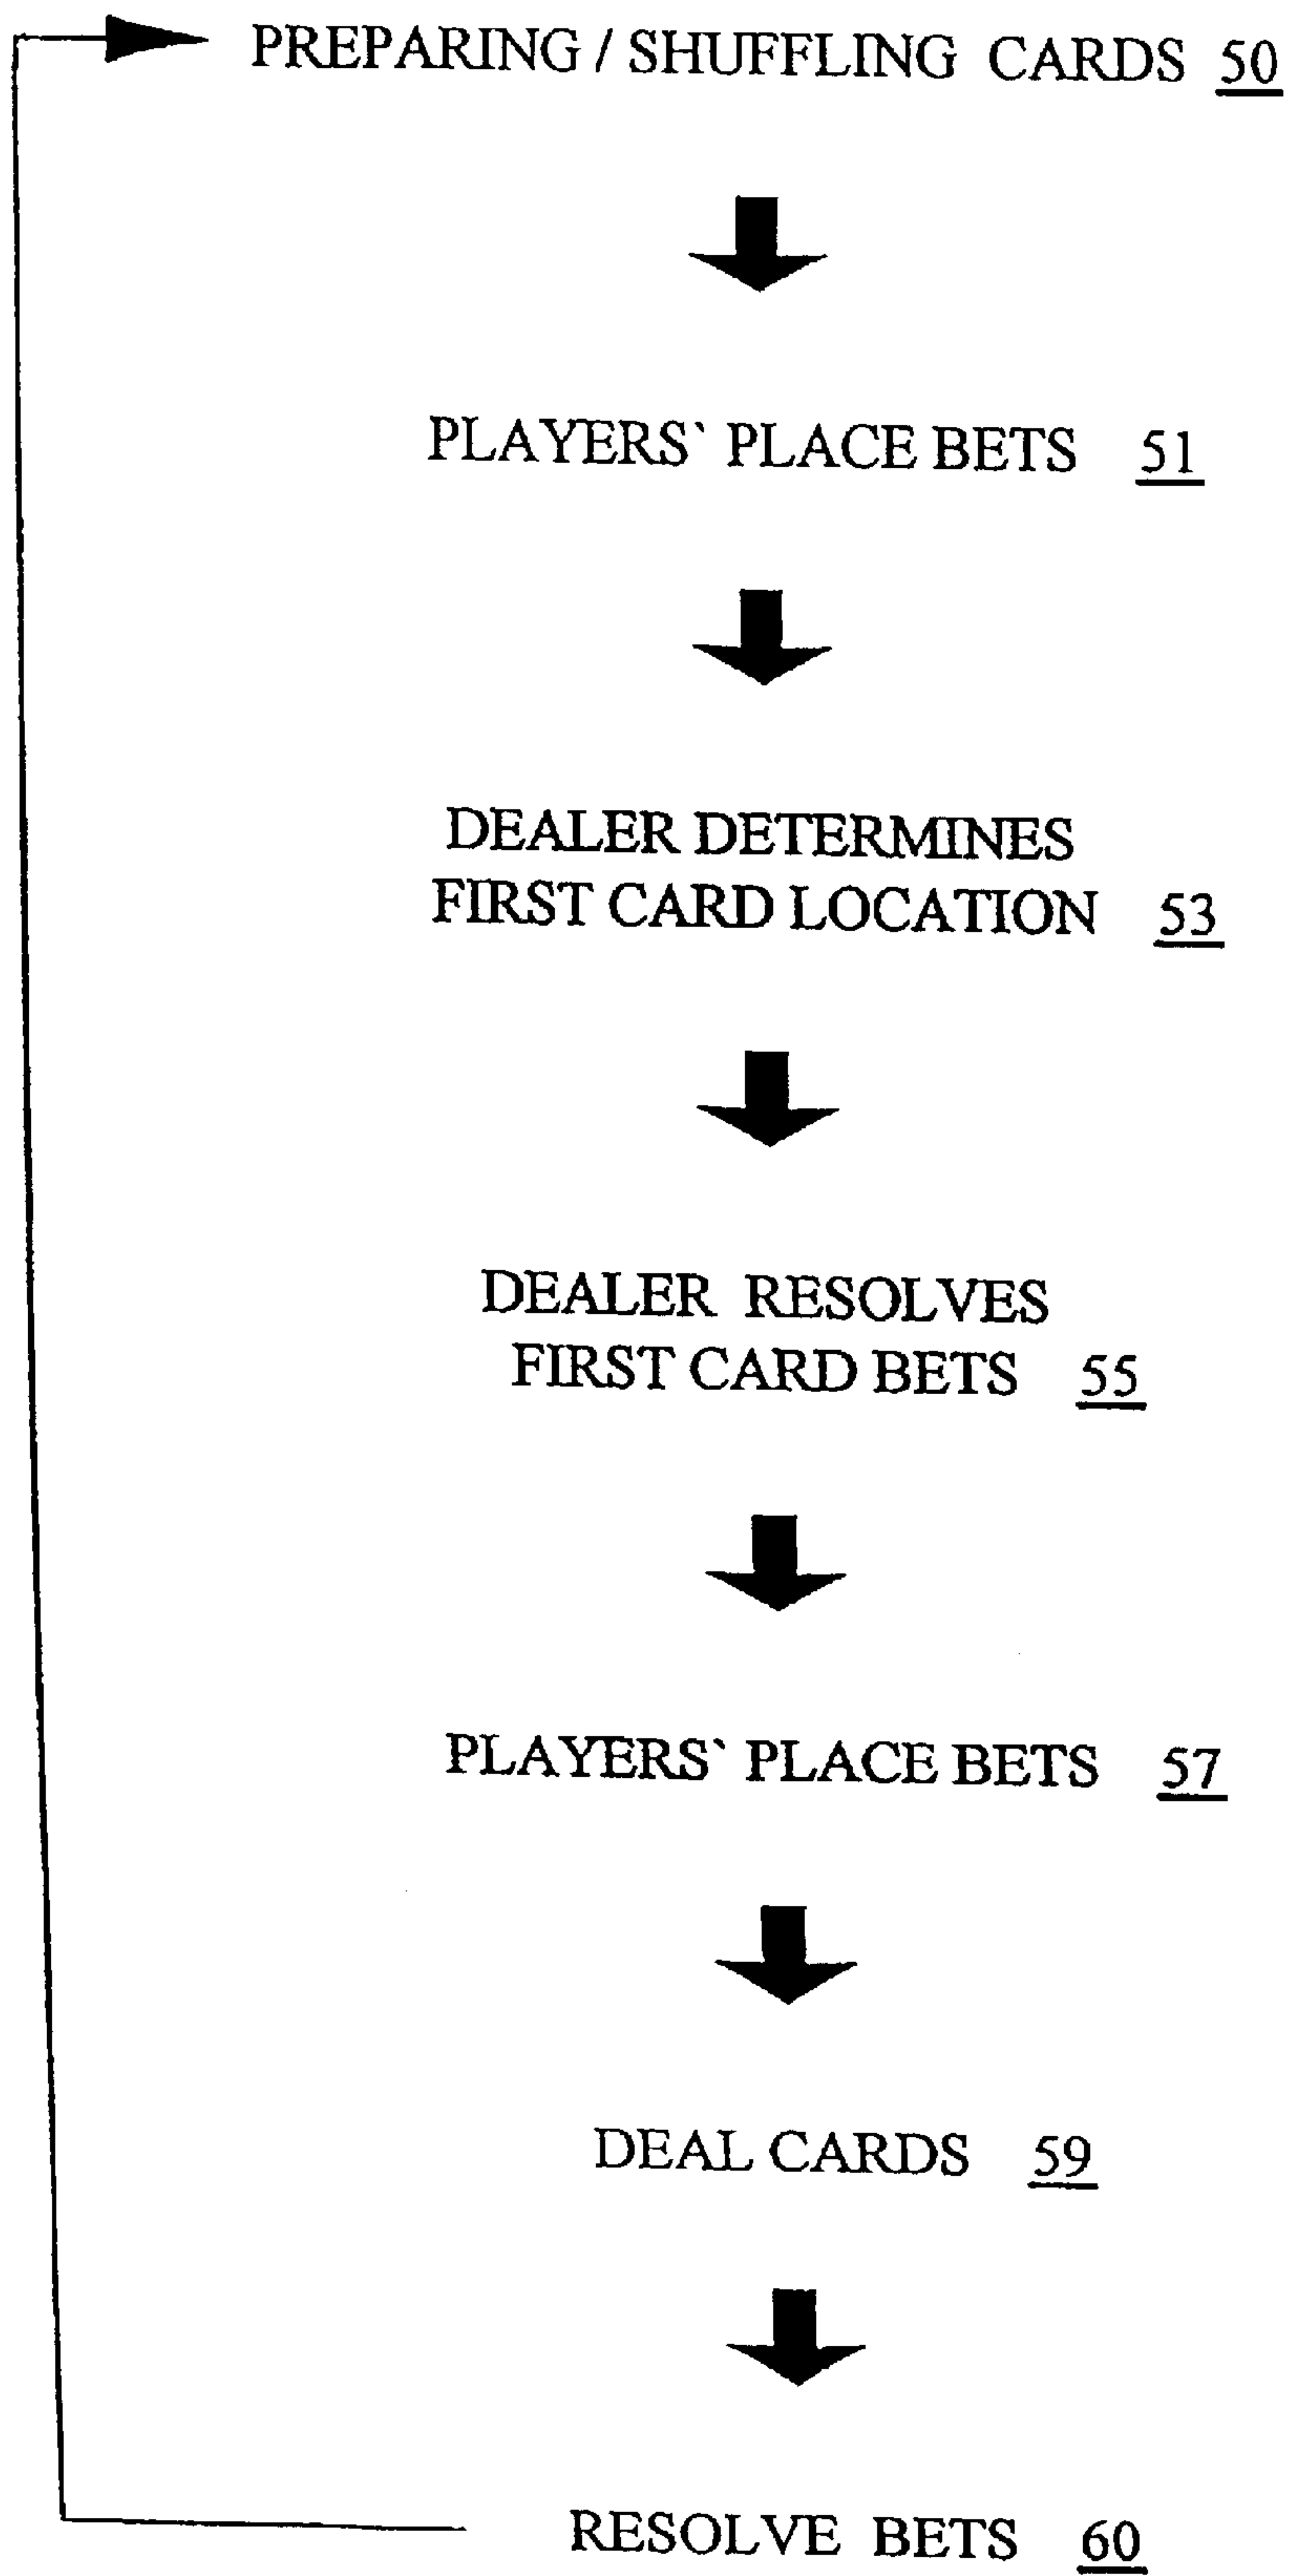 PREPARING / SHUFFLING CARDS 50
PLAYERS` PLACE BETS 51
DEALER DETERMINES
FIRST CARD LOCATION 53
DEALER RESOLVES
FIRST CARD BETS 55
PLAYERS` PLACE BETS 57
DEAL CARDS 59
RESOLVE BETS 60